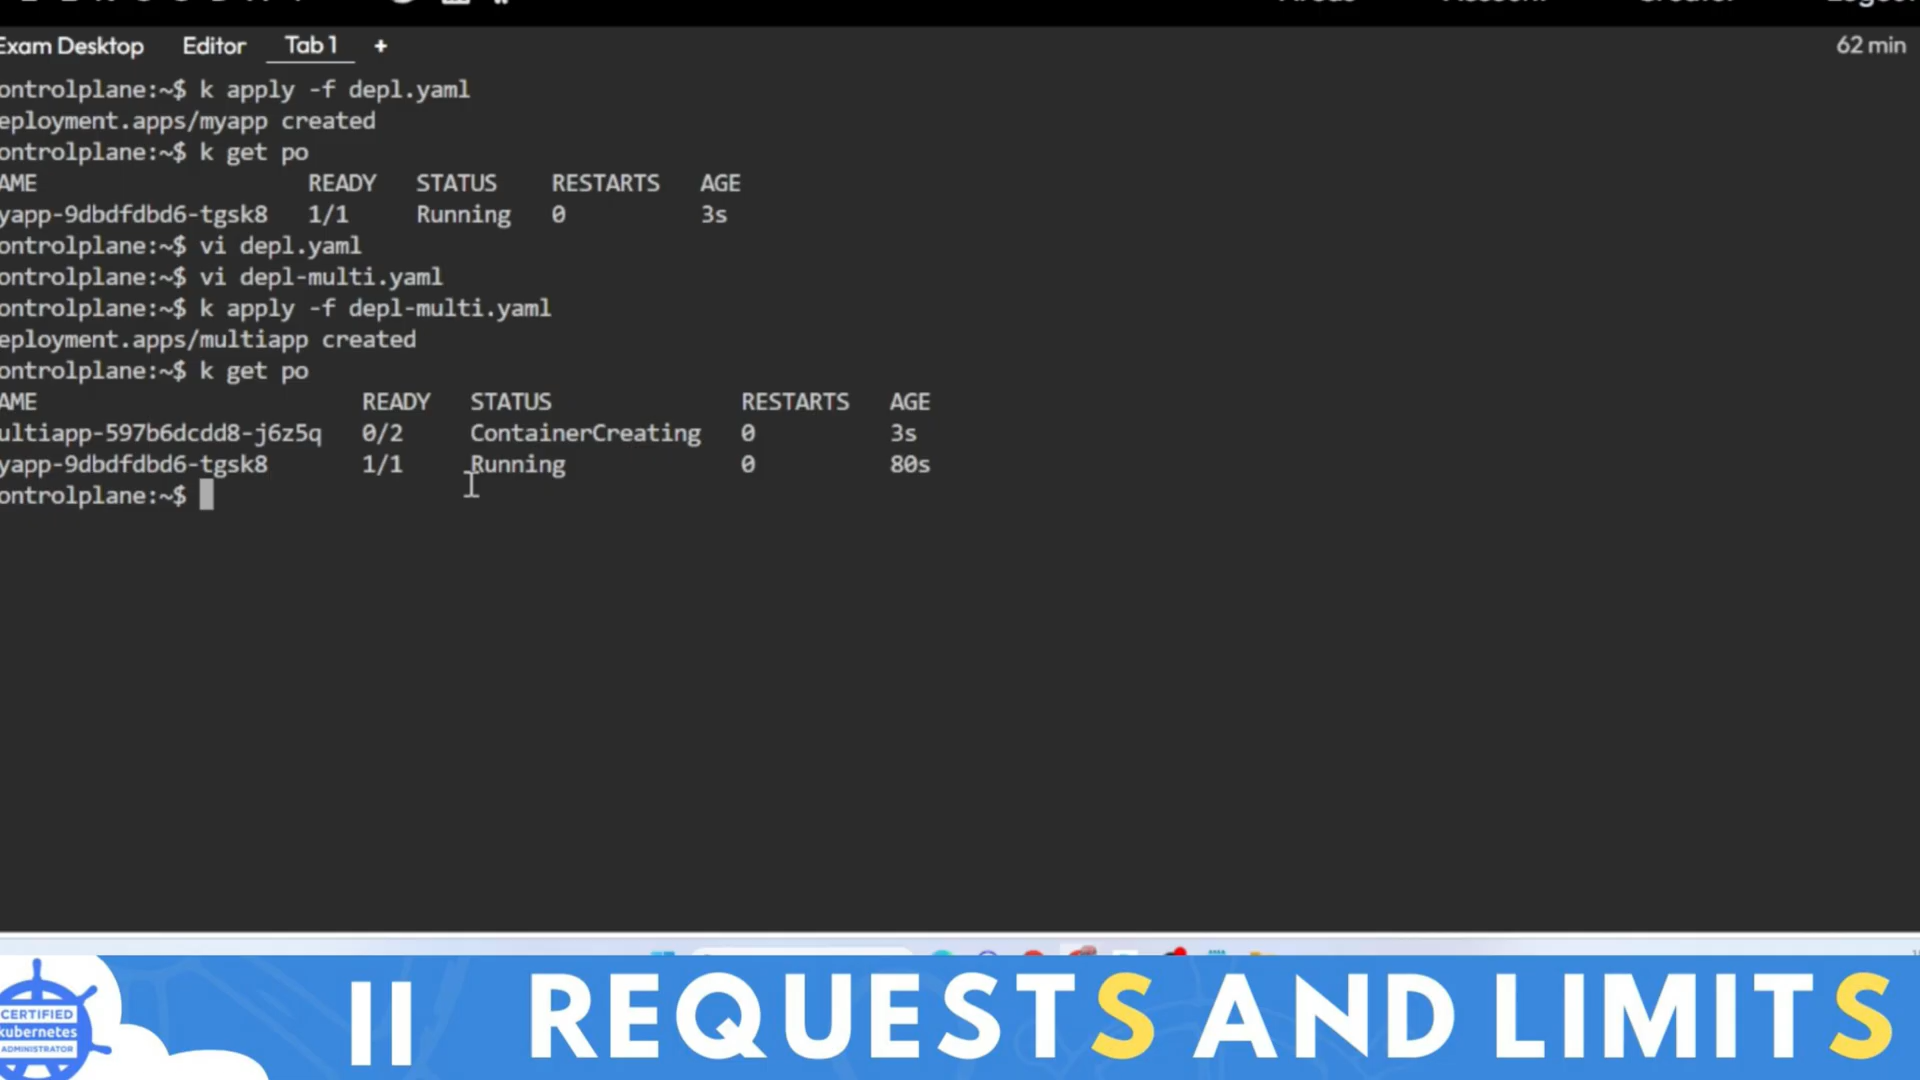 Exam Desktop Editor Tab 1 + 62 min
ontrolplane:~$ k apply -f depl.yaml
eployment.apps/myapp created
ontrolplane:~$ k get po
AME READY STATUS RESTARTS AGE
yapp-9dbdfdbd6-tgsk8 1/1 Running 0 3s
ontrolplane:~$ vi depl.yaml
ontrolplane:~$ vi depl-multi.yaml
ontrolplane:~$ k apply -f depl-multi.yaml
eployment.apps/multiapp created
ontrolplane:~$ k get po
AME READY STATUS RESTARTS AGE
ultiapp-597b6dcdd8-j6z5q 0/2 ContainerCreating 0 3s
yapp-9dbdfdbd6-tgsk8 1/1 Running 0 80s
ontrolplane:~$
CERTIFIED
kubernetes
ADMINISTRATOR
II REQUESTS AND LIMITS